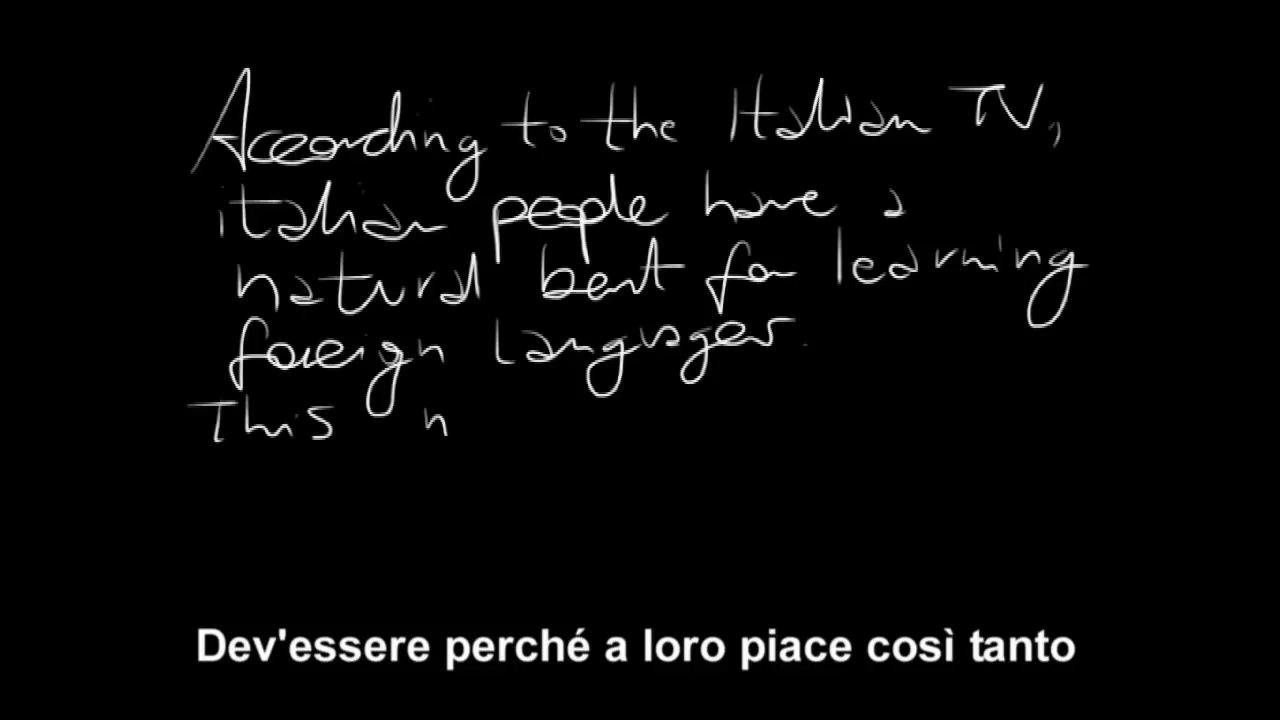 According to the Italian TV,
italian people have a
natural bent for learning
foreign languages.
This n
Dev'essere perché a loro piace così tanto